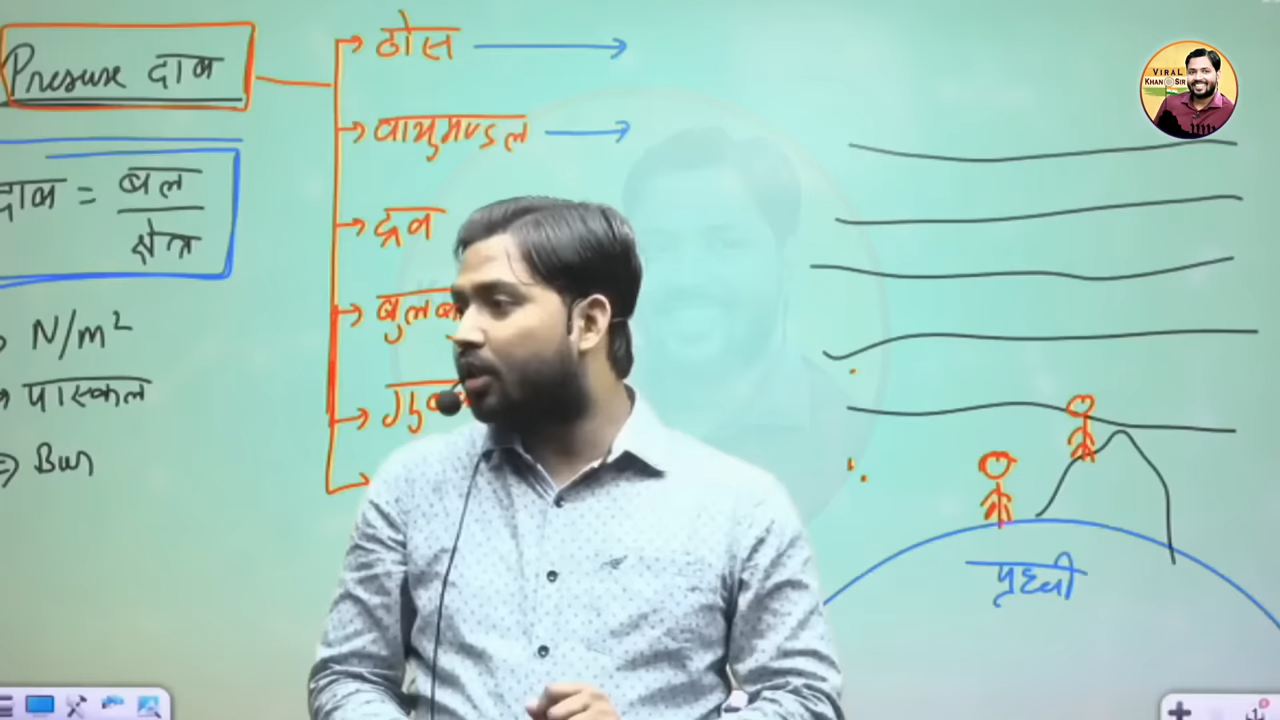 Presure दाब
दाब = बल
क्षेत्र
N/m²
पास्कल
Bar
ठोस
वायुमण्डल
द्रव
पृथ्वी
VIRAL
KHAN SIR